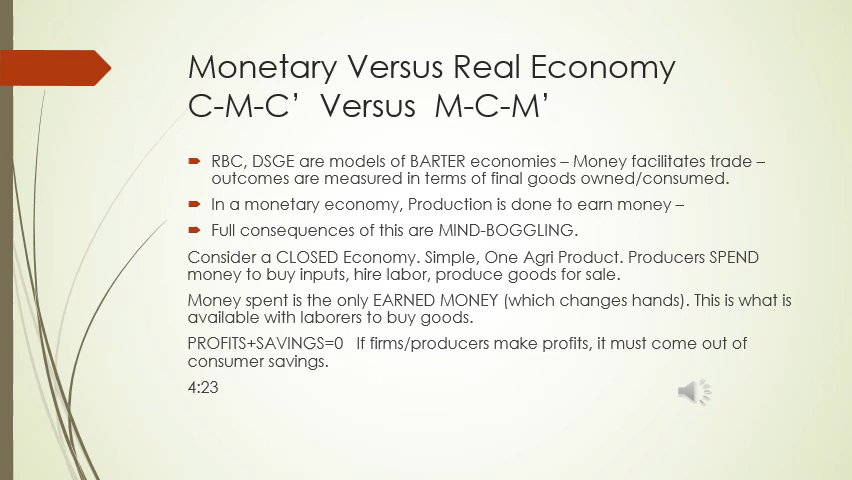 Monetary Versus Real Economy
C-M-C’ Versus M-C-M’
RBC, DSGE are models of BARTER economies – Money facilitates trade –
outcomes are measured in terms of final goods owned/consumed.
In a monetary economy, Production is done to earn money –
Full consequences of this are MIND-BOGGLING.
Consider a CLOSED Economy. Simple, One Agri Product. Producers SPEND
money to buy inputs, hire labor, produce goods for sale.
Money spent is the only EARNED MONEY (which changes hands). This is what is
available with laborers to buy goods.
PROFITS+SAVINGS=0 If firms/producers make profits, it must come out of
consumer savings.
4:23